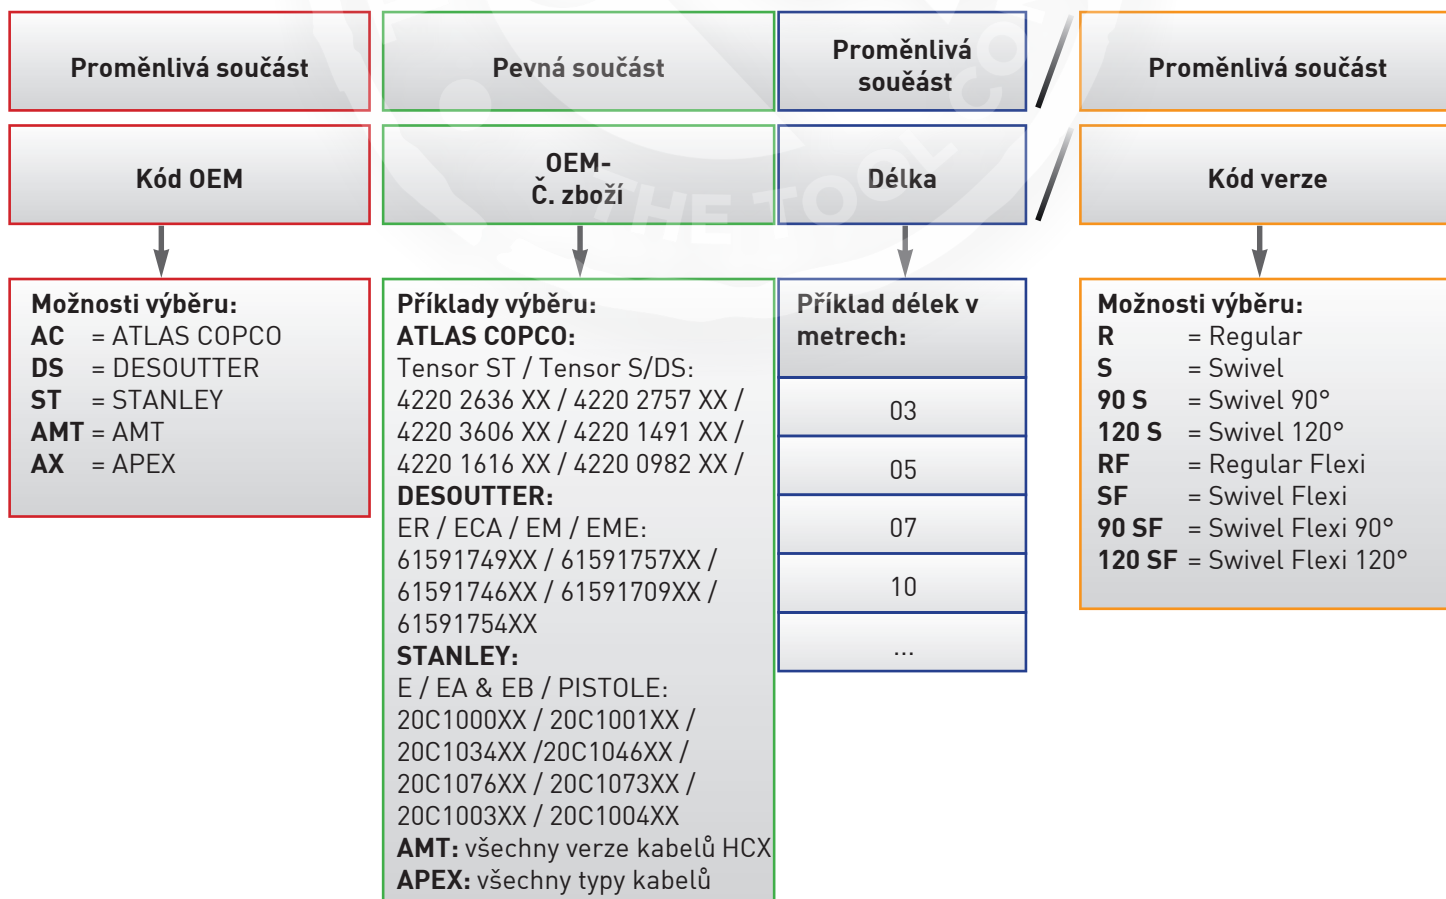 Proměnlivá součást
Pevná součást
Proměnlivá
souěást
/
Proměnlivá součást
Kód OEM
OEM-
Č. zboží
Délka
/
Kód verze
Možnosti výběru:
AC = ATLAS COPCO
DS = DESOUTTER
ST = STANLEY
AMT = AMT
AX = APEX
Příklady výběru:
ATLAS COPCO:
Tensor ST / Tensor S/DS:
4220 2636 XX / 4220 2757 XX /
4220 3606 XX / 4220 1491 XX /
4220 1616 XX / 4220 0982 XX /
DESOUTTER:
ER / ECA / EM / EME:
61591749XX / 61591757XX /
61591746XX / 61591709XX /
61591754XX
STANLEY:
E / EA & EB / PISTOLE:
20C1000XX / 20C1001XX /
20C1034XX /20C1046XX /
20C1076XX / 20C1073XX /
20C1003XX / 20C1004XX
AMT: všechny verze kabelů HCX
APEX: všechny typy kabelů
Příklad délek v
metrech:
03
05
07
10
...
Možnosti výběru:
R = Regular
S = Swivel
90 S = Swivel 90°
120 S = Swivel 120°
RF = Regular Flexi
SF = Swivel Flexi
90 SF = Swivel Flexi 90°
120 SF = Swivel Flexi 120°
THE TOOL CO